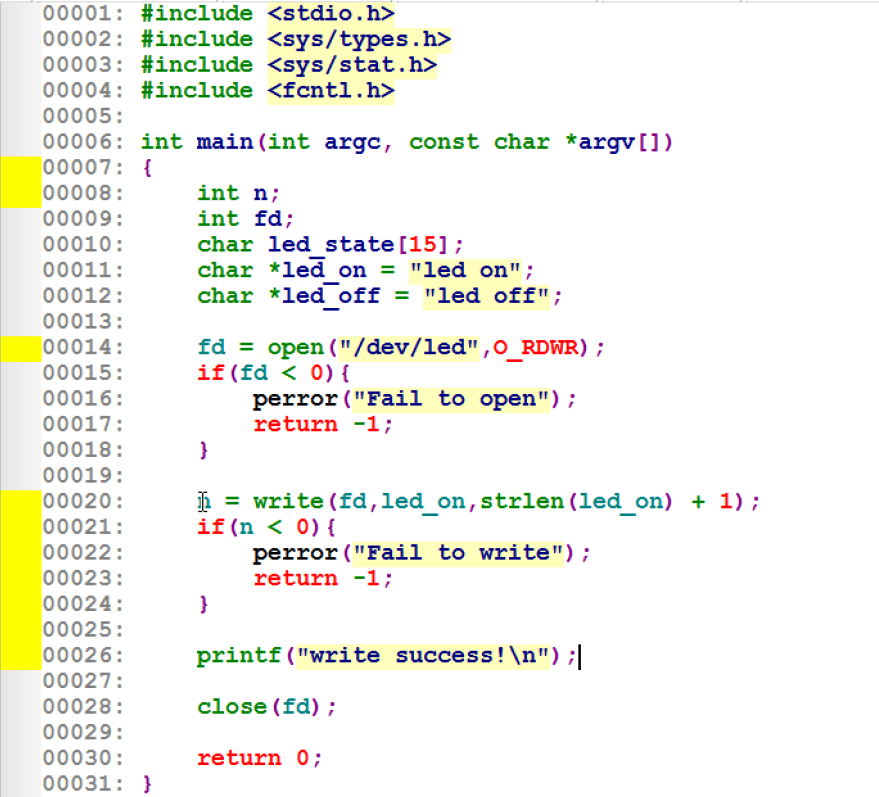 00001: #include <stdio.h>
00002: #include <sys/types.h>
00003: #include <sys/stat.h>
00004: #include <fcntl.h>
00005:
00006: int main(int argc, const char *argv[])
00007: {
00008:     int n;
00009:     int fd;
00010:     char led_state[15];
00011:     char *led_on = "led on";
00012:     char *led_off = "led off";
00013:
00014:     fd = open("/dev/led",O_RDWR);
00015:     if(fd < 0){
00016:         perror("Fail to open");
00017:         return -1;
00018:     }
00019:
00020:     n = write(fd,led_on,strlen(led_on) + 1);
00021:     if(n < 0){
00022:         perror("Fail to write");
00023:         return -1;
00024:     }
00025:
00026:     printf("write success!\n");
00027:
00028:     close(fd);
00029:
00030:     return 0;
00031: }